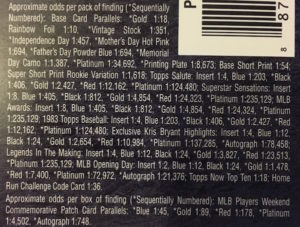 Approximate odds per pack of finding (*Sequentially
Numbered): Base Card Parallels: *Gold 1:18,
Rainbow Foil 1:10, *Vintage Stock 1:351,
*Independence Day 1:457, *Mother's Day Hot Pink
1:694, *Father's Day Powder Blue 1:694, *Memorial
Day Camo 1:1,387, *Platinum 1:34,692, Printing Plate 1:8,673; Base Short Print 1:54;
Super Short Print Rookie Variation 1:1,618; Topps Salute: Insert 1:4, Blue 1:203, *Black
1:406, *Gold 1:2,427, *Red 1:12,162, *Platinum 1:124,480; Superstar Sensations: Insert
1:8, Blue 1:405, *Black 1:812, *Gold 1:4,854, *Red 1:24,323, *Platinum 1:235,129; MLB
Awards: Insert 1:8, Blue 1:405, *Black 1:812, *Gold 1:4,854, *Red 1:24,324, *Platinum
1:235,129; 1983 Topps Baseball: Insert 1:4, Blue 1:203, *Black 1:406, *Gold 1:2,427, *Red
1:12,162, *Platinum 1:124,480; Exclusive Kris Bryant Highlights: Insert 1:4, Blue 1:12,
Black 1:24, *Gold 1:2,654, *Red 1:10,984, *Platinum 1:137,285, *Autograph 1:78,458;
Legends In The Making: Insert 1:4, Blue 1:12, Black 1:24, *Gold 1:3,827, *Red 1:23,513,
*Platinum 1:235,129, MLB Opening Day: Insert 1:2, Blue 1:12, Black 1:24, *Gold 1:1,478,
*Red 1:7,400, *Platinum 1:72,972, *Autograph 1:21,376; Topps Now Top Ten 1:18; Home
Run Challenge Code Card 1:36.
Approximate odds per box of finding (*Sequentially Numbered): MLB Players Weekend
Commemorative Patch Card Parallels: *Blue 1:45, *Gold 1:89, *Red 1:178, *Platinum
1:4,502, *Autograph 1:748.